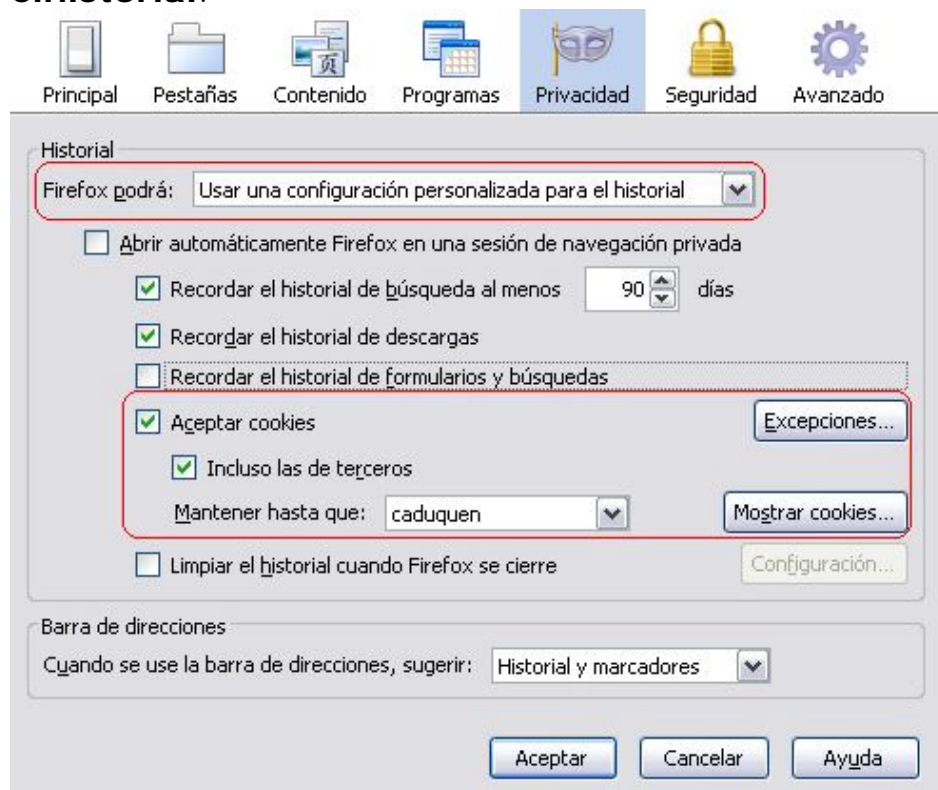 Principal Pestañas Contenido Programas Privacidad Seguridad Avanzado
页
Historial
Firefox podrá: Usar una configuración personalizada para el historial
Abrir automáticamente Firefox en una sesión de navegación privada
Recordar el historial de búsqueda al menos 90 días
Recordar el historial de descargas
Recordar el historial de formularios y búsquedas
Aceptar cookies Excepciones...
Incluso las de terceros
Mantener hasta que: caduquen Mostrar cookies...
Limpiar el historial cuando Firefox se cierre Configuración...
Barra de direcciones
Cuando se use la barra de direcciones, sugerir: Historial y marcadores
Aceptar Cancelar Ayuda